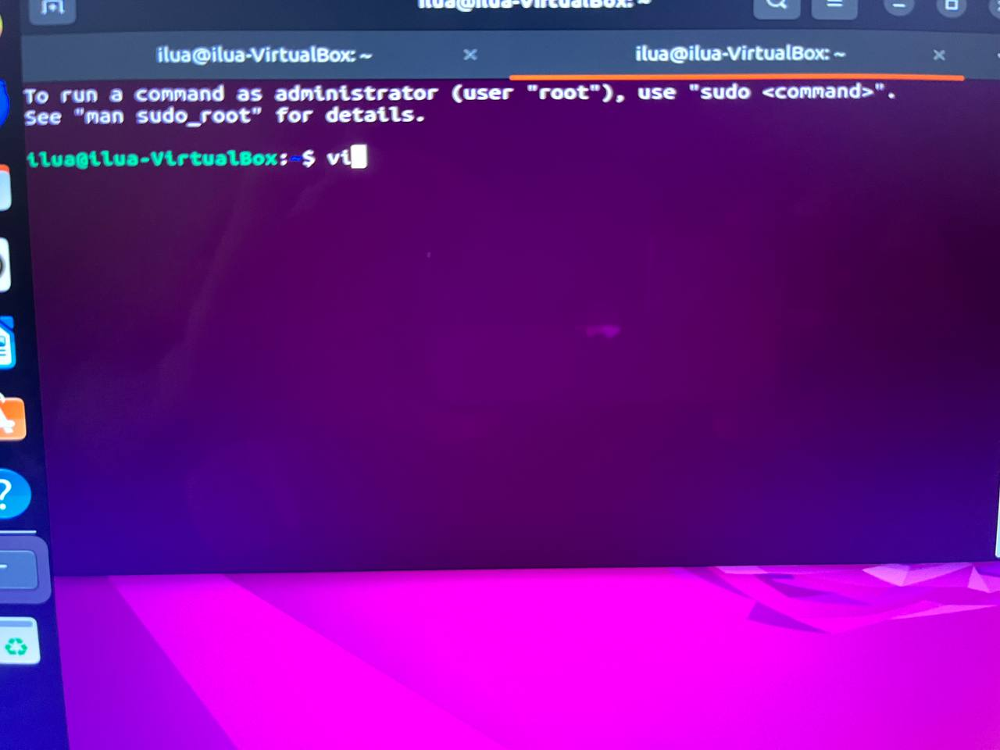 ilua@ilua-VirtualBox: ~
ilua@ilua-VirtualBox: ~
ilua@ilua-VirtualBox: ~
To run a command as administrator (user "root"), use "sudo <command>".
See "man sudo_root" for details.
ilua@ilua-VirtualBox:~$ vi
?